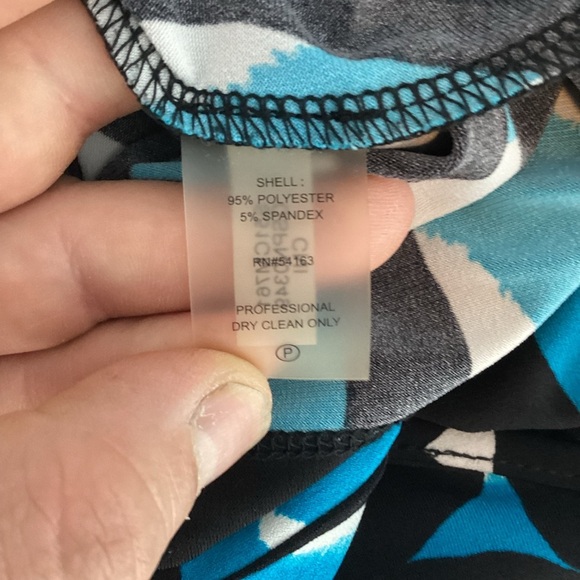 SHELL :
95% POLYESTER
5% SPANDEX
RN#54163
PROFESSIONAL
DRY CLEAN ONLY
P